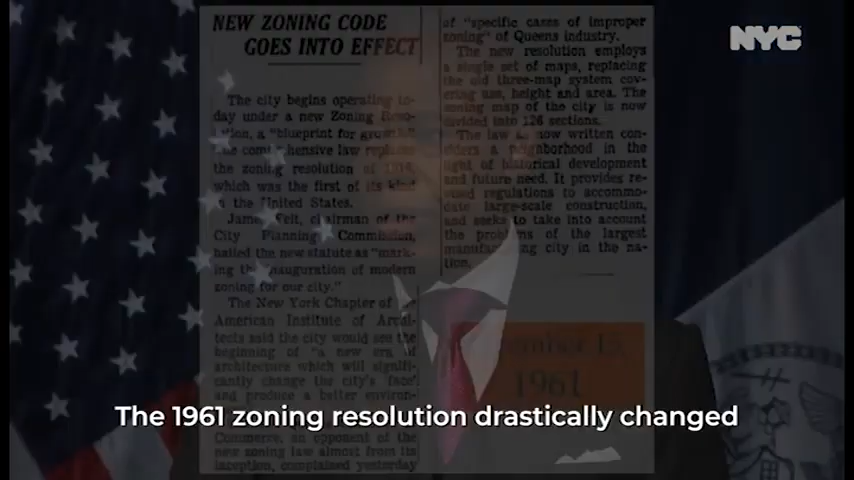 NYC
NEW ZONING CODE
GOES INTO EFFECT
The city begins operating to-
day under a new Zoning Reso-
lution, a "blueprint for growth"
The comprehensive law replaces
the zoning resolution of 1916,
which was the first of its kind
in the United States.
James Felt, chairman of the
City Planning Commission,
hailed the new statute as "mark-
ing the inauguration of modern
zoning for our city."
The New York Chapter of the
American Institute of Archi-
tects said the city would see the
beginning of "a new era of
architecture which will signifi-
cantly change the city's face"
and produce a better environ-
Commerce, an opponent of the
new zoning law almost from its
inception, complained yesterday
of "specific cases of improper
zoning" of Queens industry.
The new resolution employs
a single set of maps, replacing
the old three-map system cov-
ering use, height and area. The
zoning map of the city is now
divided into 126 sections.
The law as now written con-
siders a neighborhood in the
light of historical development
and future need. It provides re-
vised regulations to accommo-
date large-scale construction,
and seeks to take into account
the problems of the largest
manufacturing city in the na-
tion.
December 15,
1961
The 1961 zoning resolution drastically changed